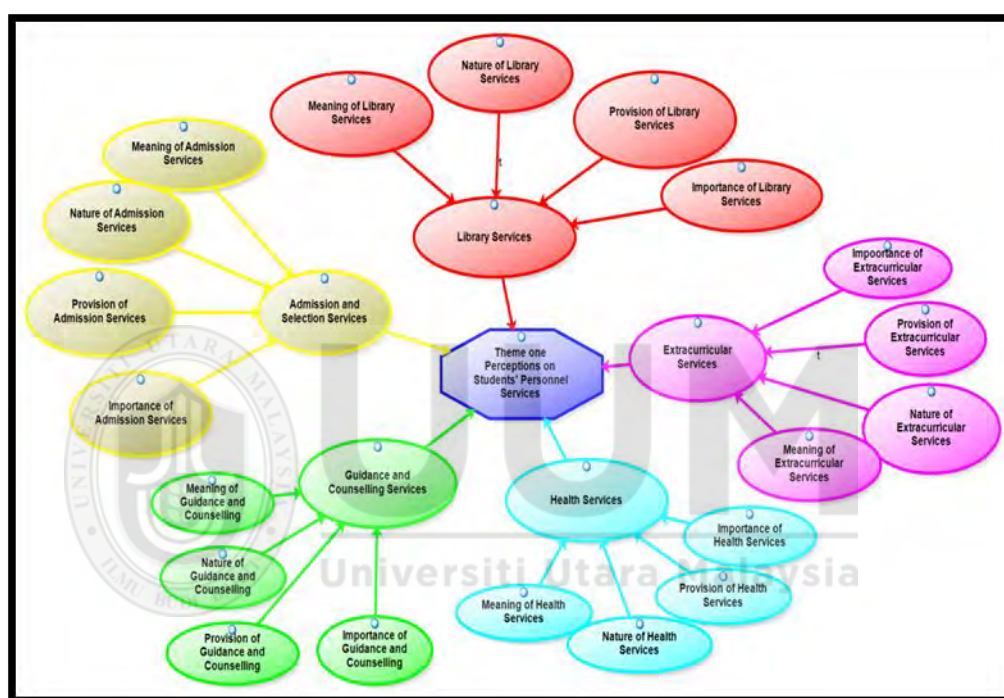 Nature of Library
Services
Meaning of Library
Services
Provision of Library
Services
Importance of Library
Services
t
Library Services
Meaning of Admission
Services
Nature of Admission
Services
Provision of
Admission Services
Importance of
Admission Services
Admission and
Selection Services
Theme one
Perceptions on
Students' Personnel
Services
Extracurricular
Services
Impoortance of
Extracurricular
Services
Provision of
Extracurricular
Services
t
Nature of
Extracurricular
Services
Meaning of
Extracurricular
Services
Guidance and
Counselling Services
Meaning of
Guidance and
Counselling
Nature of
Guidance and
Counselling
Provision of
Guidance and
Counselling
Importance of
Guidance and
Counselling
Health Services
Importance of
Health Services
Provision of Health
Services
Meaning of Health
Services
Nature of Health
Services
UUM
Universiti Utara Malaysia